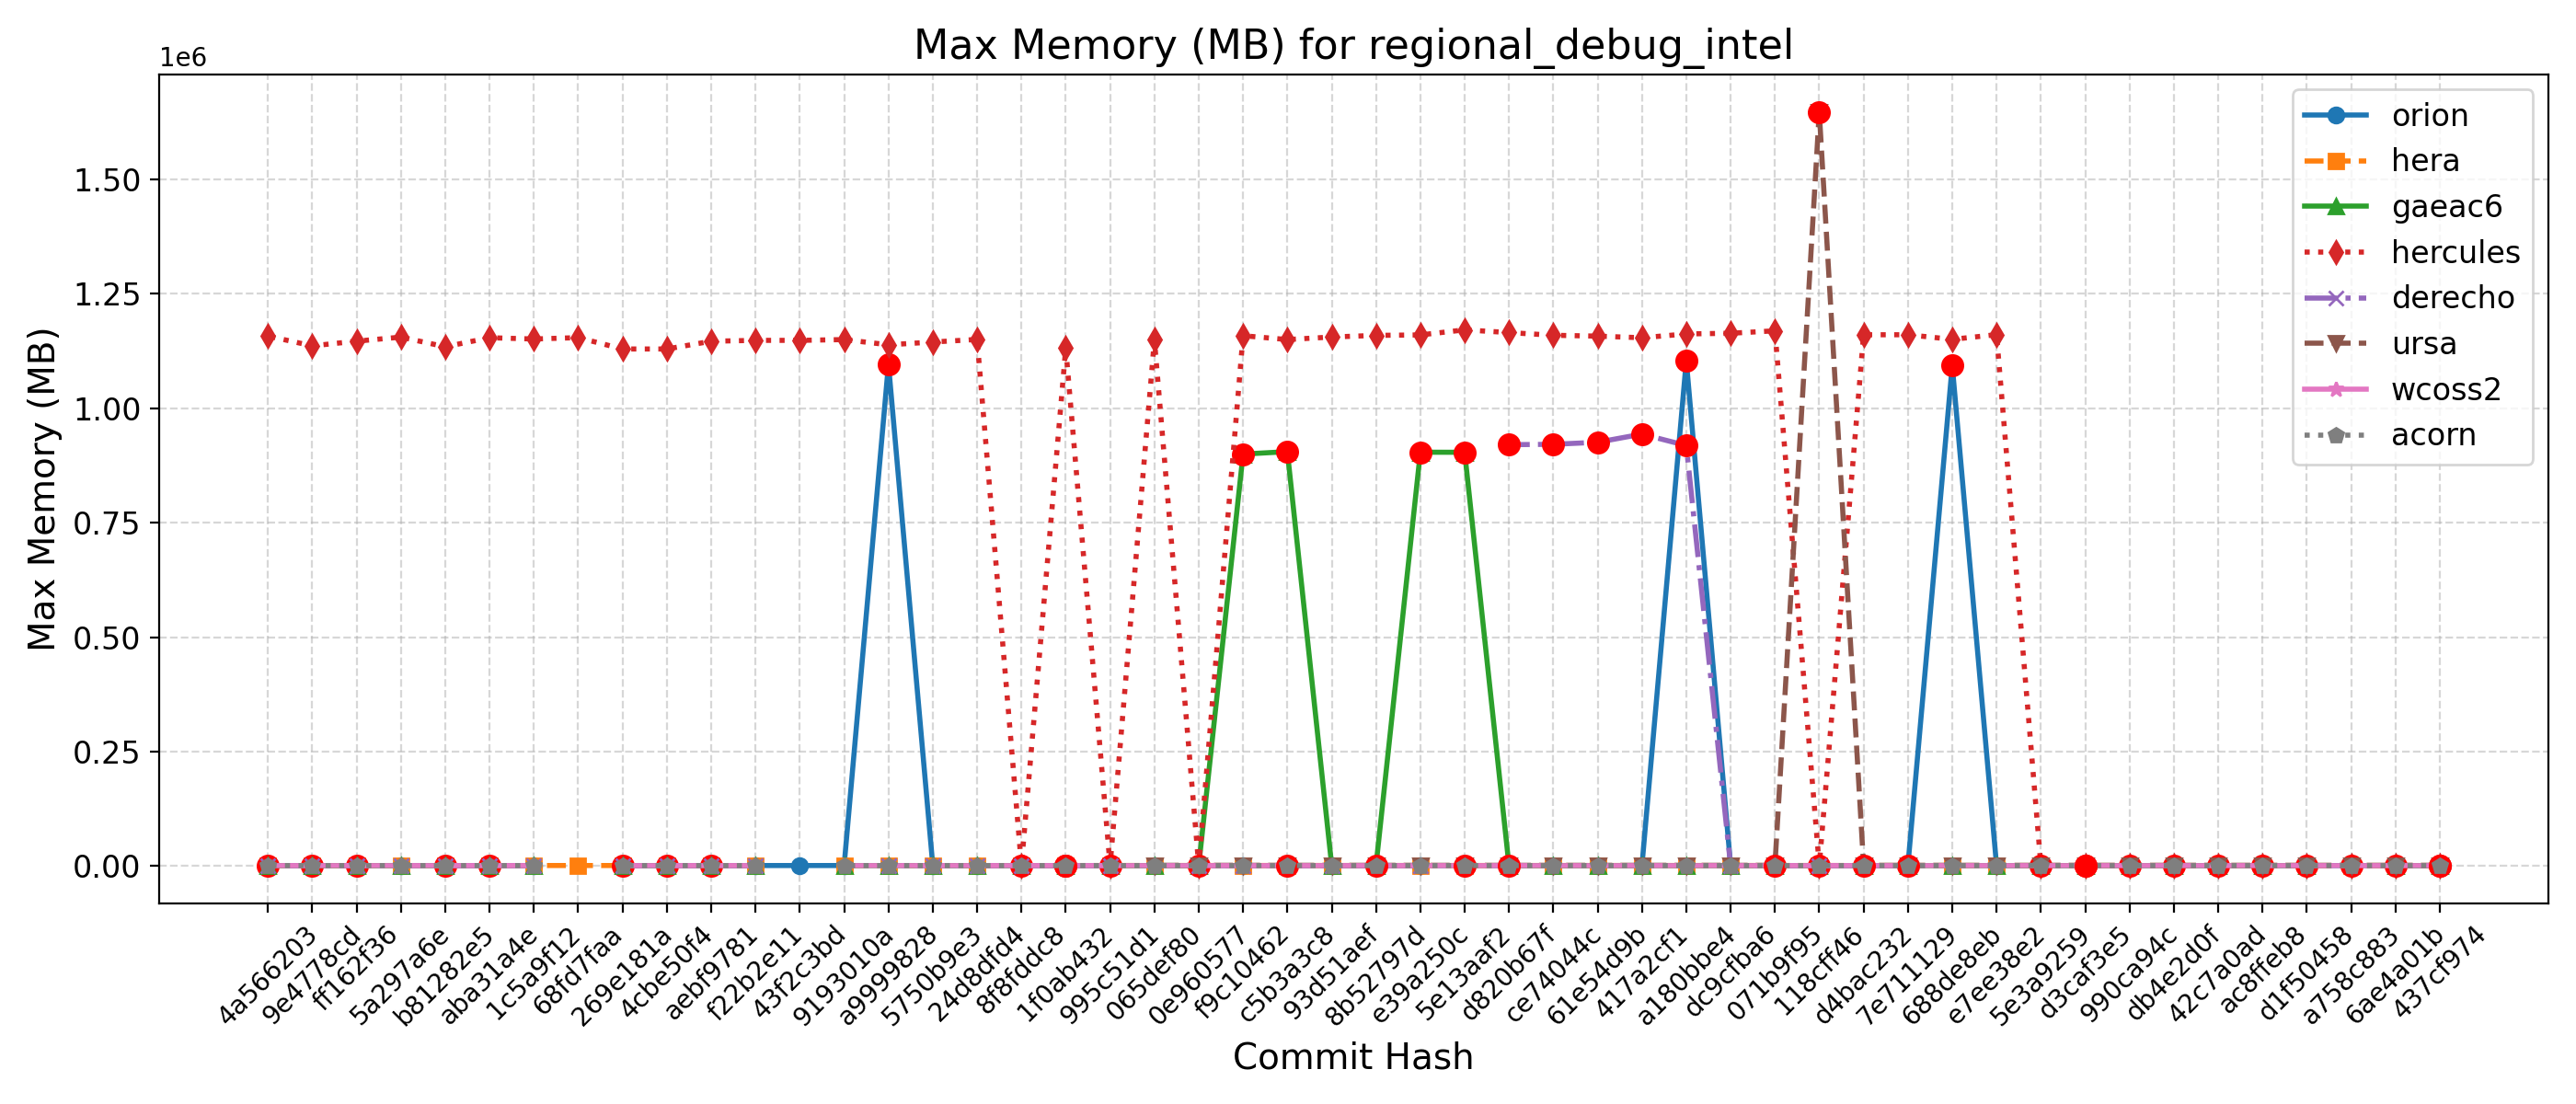 Max Memory (MB) for regional_debug_intel
1e6
1.50
1.25
1.00
0.75
0.50
0.25
0.00
Max Memory (MB)
orion
hera
gaeac6
hercules
derecho
ursa
wcoss2
acorn
4a566203
9e4778cd
ff162f36
5a297a6e
b81282e5
aba31a4e
1c5a9f12
68fd7faa
269e181a
4cbe50f4
aebf9781
f22b2e11
43f2c3bd
9193010a
a9999828
5750b9e3
24d8dfd4
8f8fddc8
1f0ab432
995c51d1
065def80
0e960577
f9c10462
c5b3a3c8
93d51aef
8b52797d
e39a250c
5e13aaf2
d820b67f
ce74044c
61e54d9b
417a2cf1
a180bbe4
dc9cfba6
071b9f95
118cff46
d4bac232
7e711129
688de8eb
e7ee38e2
5e3a9259
d3caf3e5
990ca94c
db4e2d0f
42c7a0ad
ac8ffeb8
d1f50458
a758c883
6ae4a01b
437cf974
Commit Hash